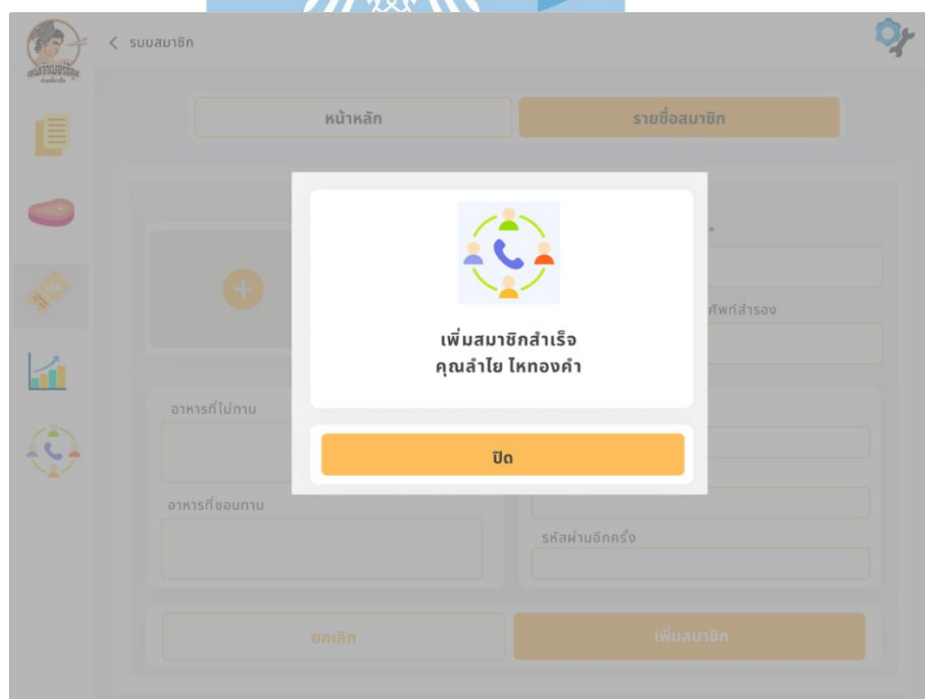 ระบบสมาชิก
หน้าหลัก
รายชื่อสมาชิก
ศัพท์สำรอง
เพิ่มสมาชิกสำเร็จ
คุณลำไย ไหทองคำ
อาหารที่ไม่ทาน
ปิด
อาหารที่ชอบทาน
รหัสผ่านอีกครั้ง
ยกเลิก
เพิ่มสมาชิก